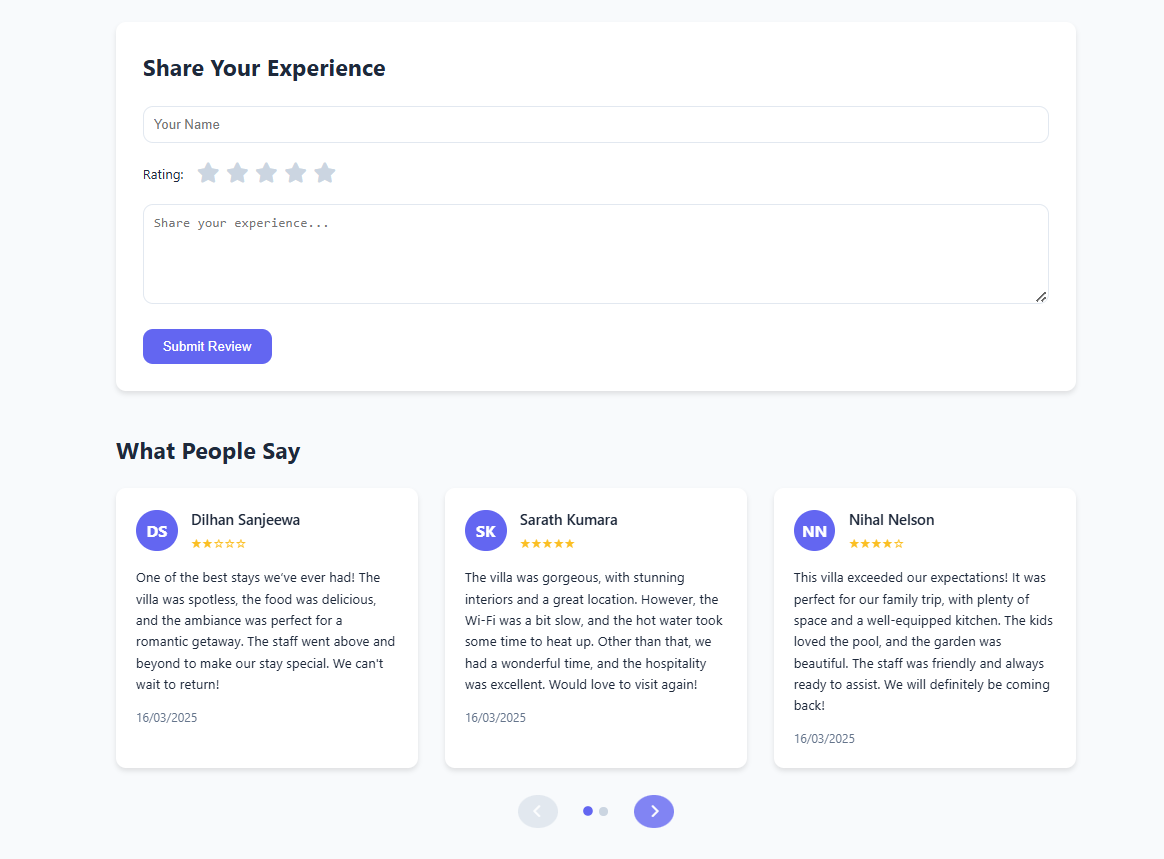 Share Your Experience
Your Name
Rating:
Share your experience...
Submit Review
What People Say
DS
Dilhan Sanjeewa
★★☆☆☆
One of the best stays we've ever had! The
villa was spotless, the food was delicious,
and the ambiance was perfect for a
romantic getaway. The staff went above and
beyond to make our stay special. We can't
wait to return!
16/03/2025
SK
Sarath Kumara
★★★★★
The villa was gorgeous, with stunning
interiors and a great location. However, the
Wi-Fi was a bit slow, and the hot water took
some time to heat up. Other than that, we
had a wonderful time, and the hospitality
was excellent. Would love to visit again!
16/03/2025
NN
Nihal Nelson
★★★★☆
This villa exceeded our expectations! It was
perfect for our family trip, with plenty of
space and a well-equipped kitchen. The kids
loved the pool, and the garden was
beautiful. The staff was friendly and always
ready to assist. We will definitely be coming
back!
16/03/2025